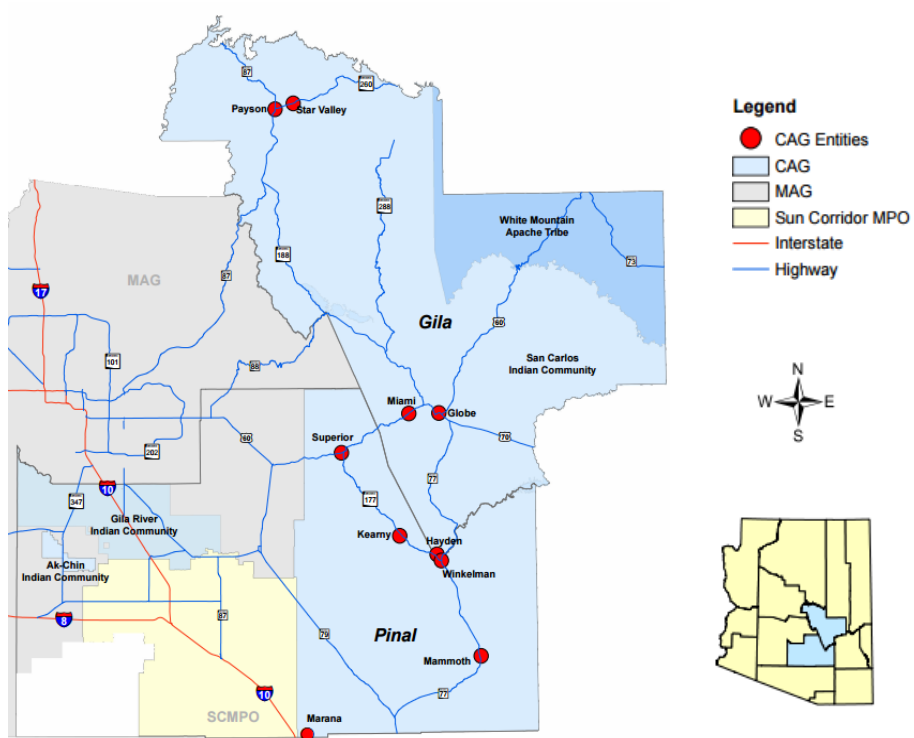 87
260
Payson
Star Valley
Legend
CAG Entities
CAG
MAG
Sun Corridor MPO
Interstate
Highway
288
White Mountain
Apache Tribe
188
73
MAG
87
17
Gila
60
San Carlos
Indian Community
101
88
N
W
E
S
Miami
Globe
Superior
60
70
202
77
10
347
177
Gila River
Indian Community
Kearny
Hayden
Winkelman
Ak-Chin
Indian Community
8
87
79
Pinal
Mammoth
77
10
SCMPO
Marana